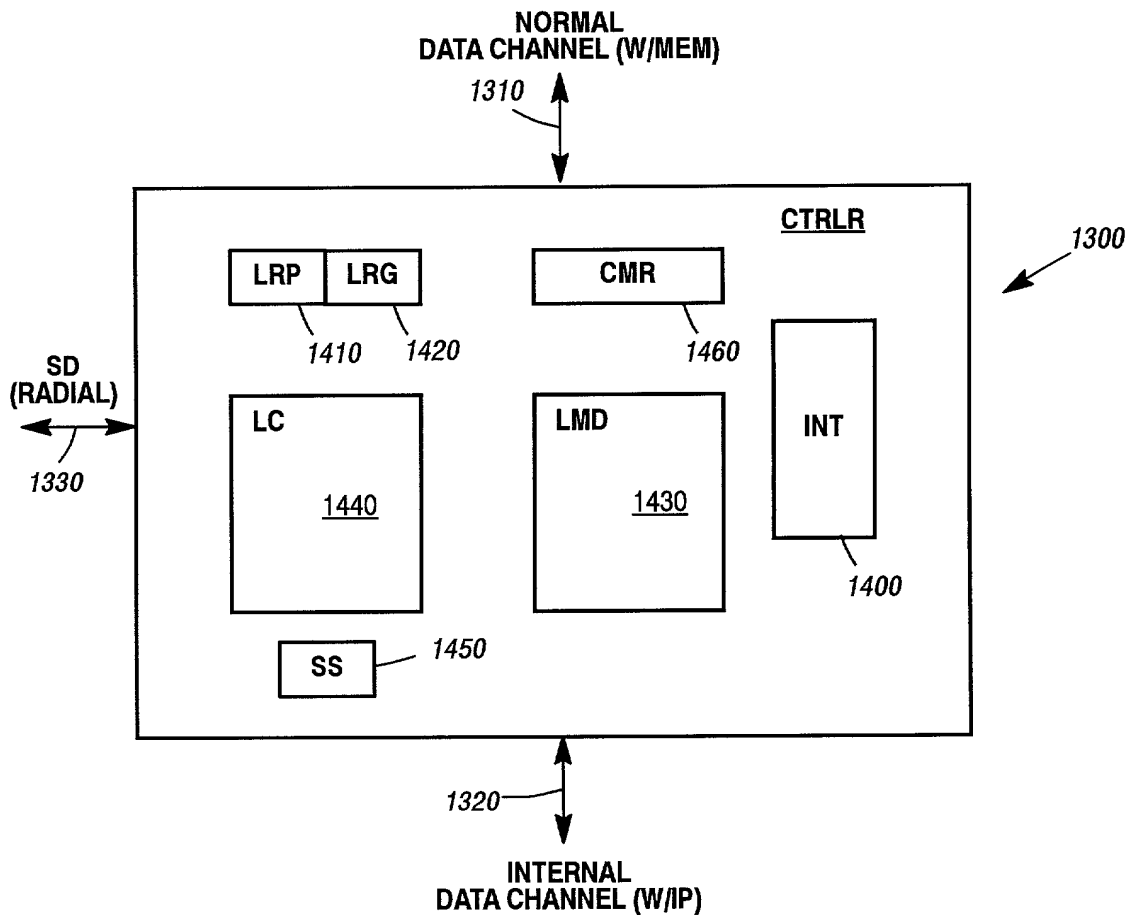 NORMAL
DATA CHANNEL (W/MEM)
1310
CTRLR
1300
LRP
LRG
CMR
1410
1420
1460
SD
(RADIAL)
1330
LC
1440
LMD
1430
INT
1400
SS
1450
1320
INTERNAL
DATA CHANNEL (W/IP)